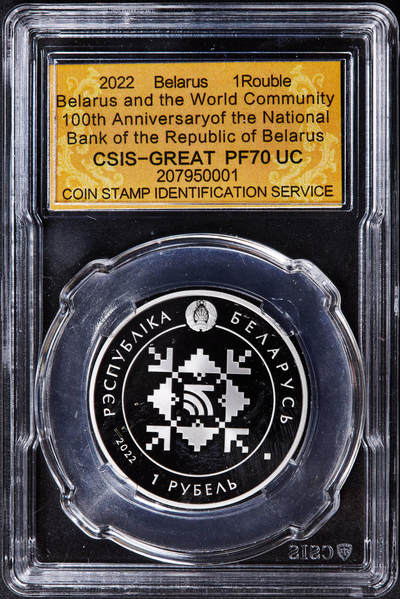 2022 Belarus 1Rouble
Belarus and the World Community
100th Anniversaryof the National
Bank of the Republic of Belarus
CSIS-GREAT PF70 UC
207950001
COIN STAMP IDENTIFICATION SERVICE
РЭСПУБЛІКА БЕЛАРУСЬ
2022
1 РУБЕЛЬ
CSIS